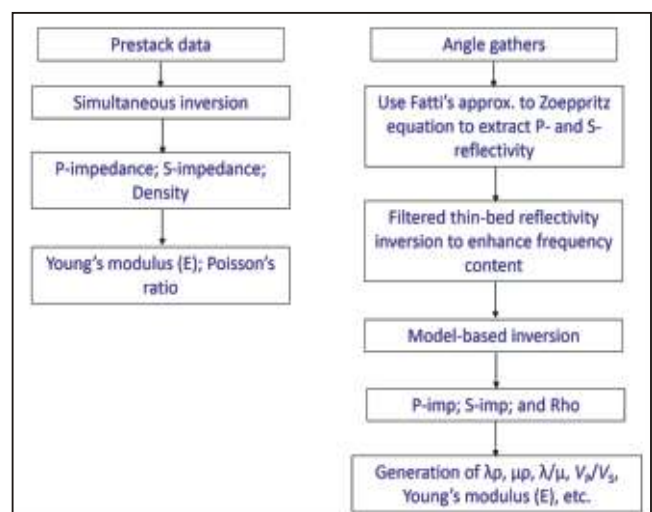 Prestack data
Simultaneous inversion
P-impedance; S-impedance;
Density
Young's modulus (E); Poisson's
ratio
Angle gathers
Use Fatti's approx. to Zoeppritz
equation to extract P- and S-
reflectivity
Filtered thin-bed reflectivity
inversion to enhance frequency
content
Model-based inversion
P-imp; S-imp; and Rho
Generation of λρ, μρ, λ/μ, VP/VS,
Young's modulus (E), etc.